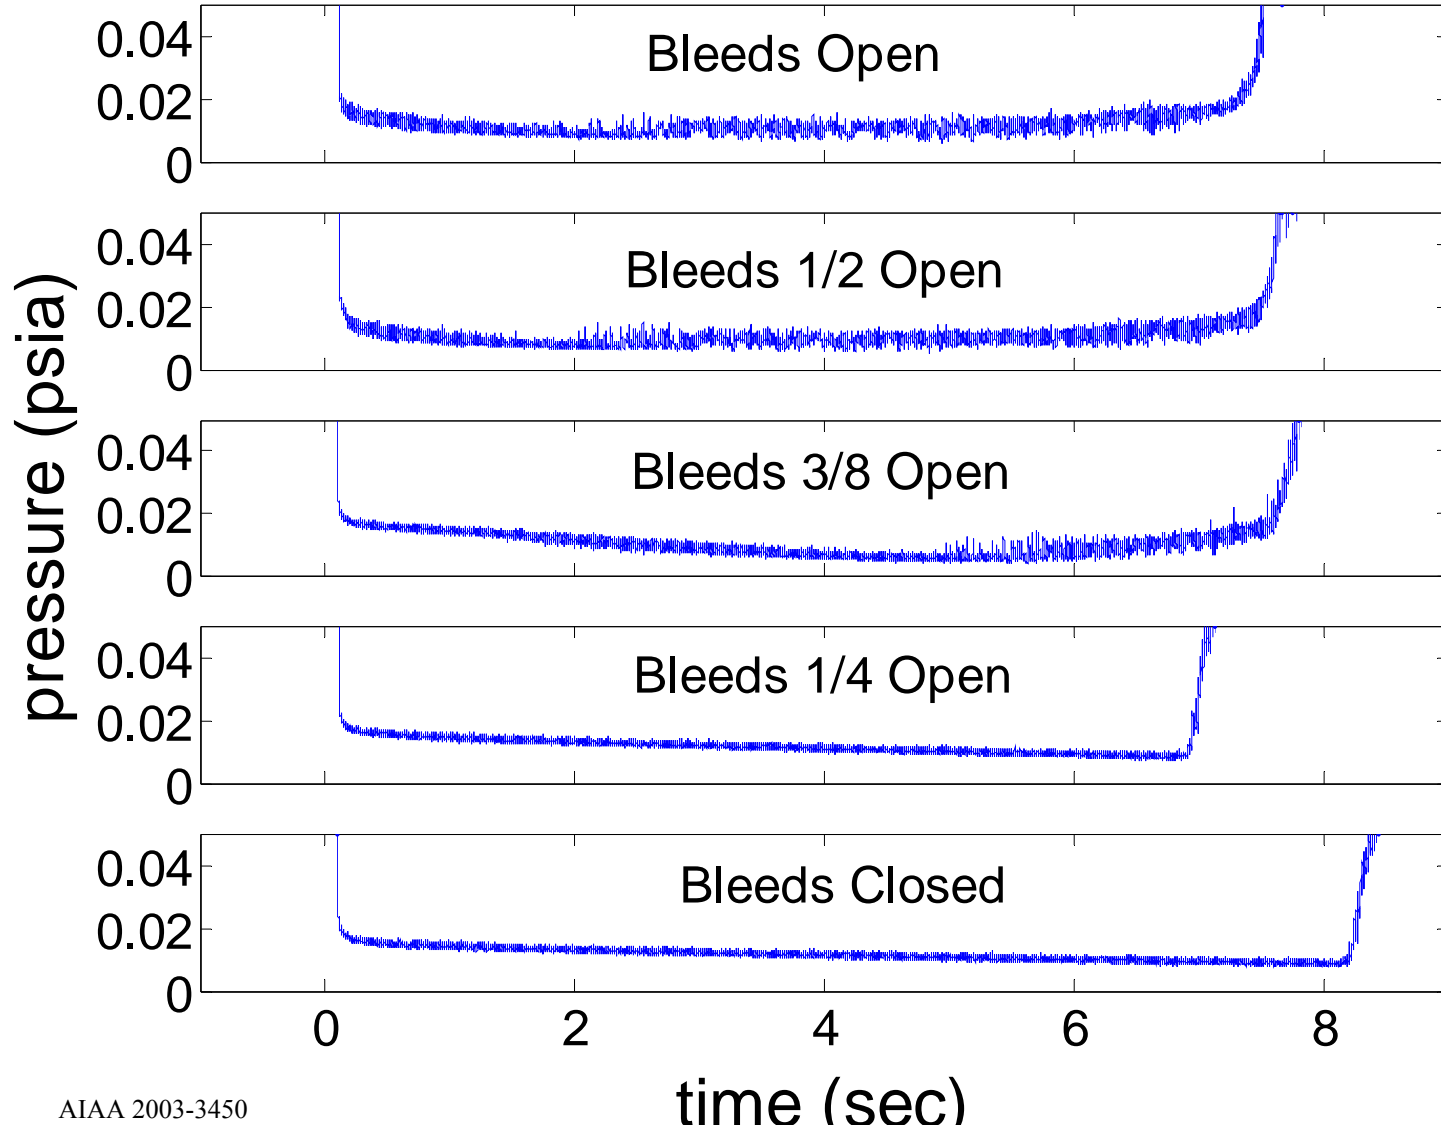 pressure (psia)
0.04
0.02
0
Bleeds Open
0.04
0.02
0
Bleeds 1/2 Open
0.04
0.02
0
Bleeds 3/8 Open
0.04
0.02
0
Bleeds 1/4 Open
0.04
0.02
0
Bleeds Closed
0 2 4 6 8
time (sec)
AIAA 2003-3450